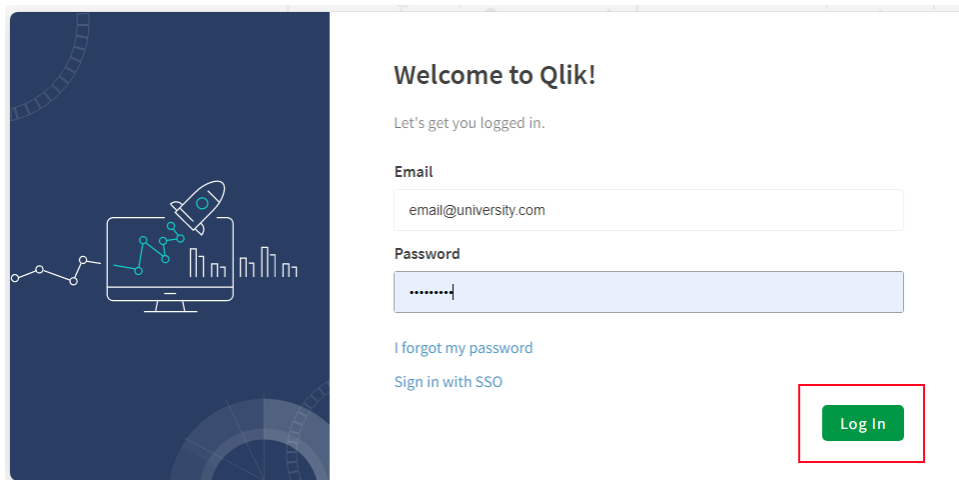 Welcome to Qlik!
Let's get you logged in.
Email
email@university.com
Password
•••••••••
I forgot my password
Sign in with SSO
Log In